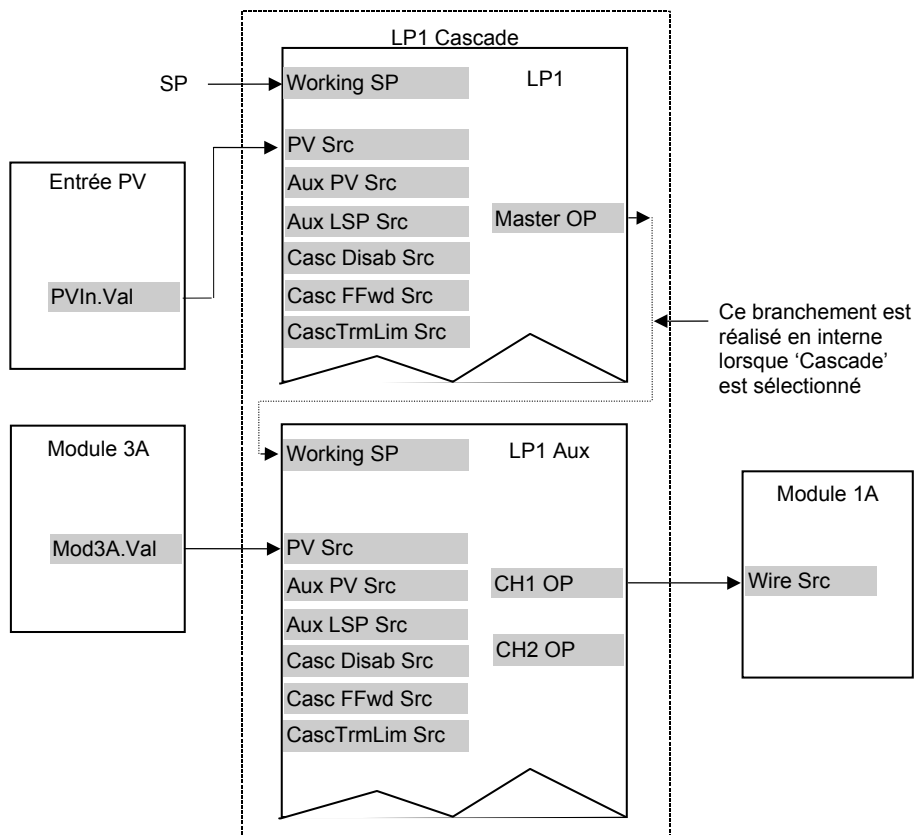 LP1 Cascade
SP
Working SP
LP1
PV Src
Entrée PV
Aux PV Src
Aux LSP Src
Master OP
Casc Disab Src
PVIn.Val
Casc FFwd Src
CascTrmLim Src
Ce branchement est
réalisé en interne
lorsque ‘Cascade’
est sélectionné
Module 3A
Working SP
LP1 Aux
Module 1A
Mod3A.Val
PV Src
Aux PV Src
CH1 OP
Wire Src
Aux LSP Src
CH2 OP
Casc Disab Src
Casc FFwd Src
CascTrmLim Src